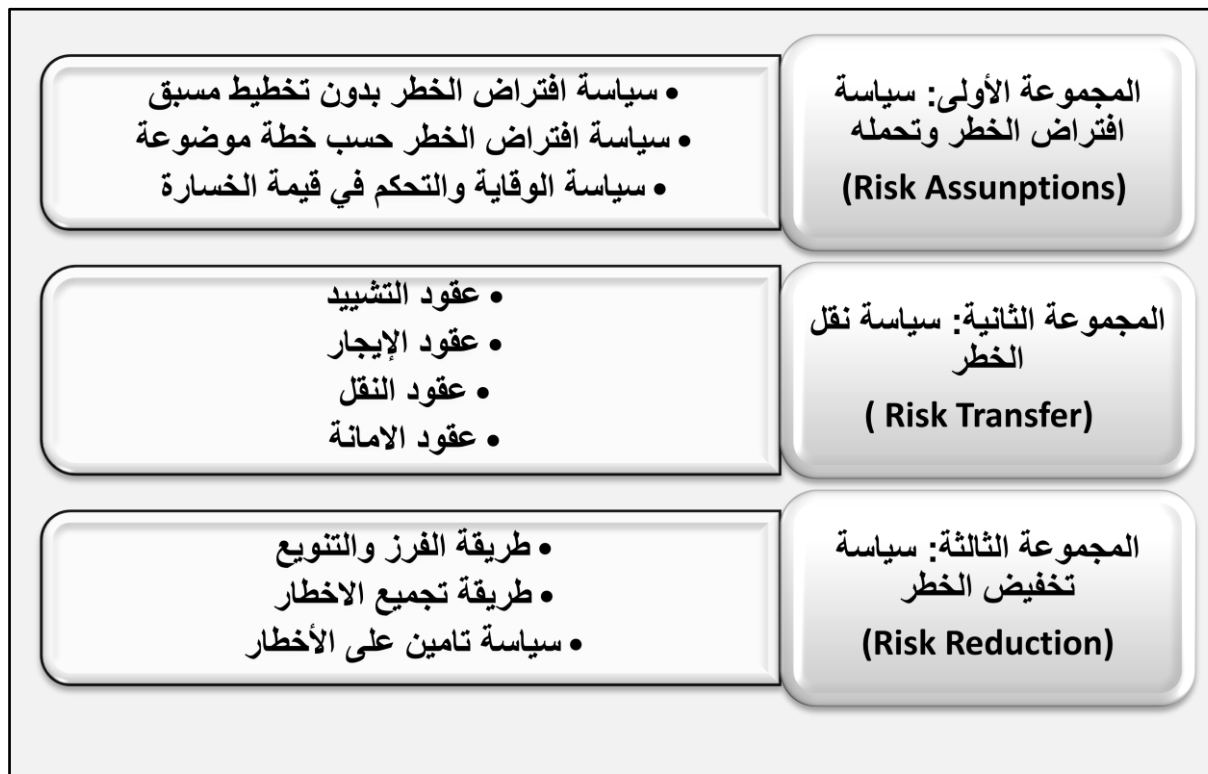 المجموعة الأولى: سياسة
افتراض الخطر وتحمله
(Risk Assunptions)
• سياسة افتراض الخطر بدون تخطيط مسبق
• سياسة افتراض الخطر حسب خطة موضوعة
• سياسة الوقاية والتحكم في قيمة الخسارة
المجموعة الثانية: سياسة نقل
الخطر
( Risk Transfer)
• عقود التشييد
• عقود الإيجار
• عقود النقل
• عقود الامانة
المجموعة الثالثة: سياسة
تخفيض الخطر
(Risk Reduction)
• طريقة الفرز والتنويع
• طريقة تجميع الاخطار
• سياسة تامين على الأخطار